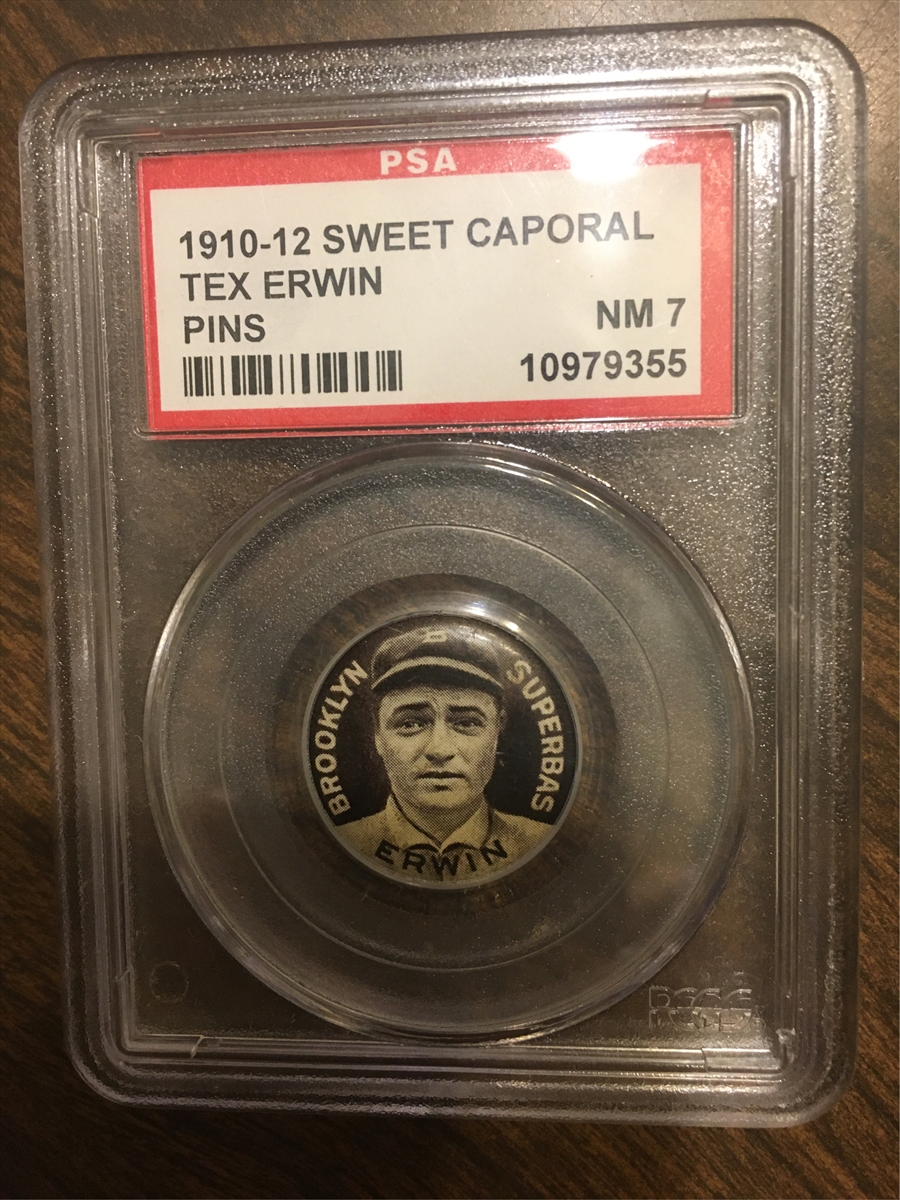 PSA
1910-12 SWEET CAPORAL
TEX ERWIN
PINS
NM 7
10979355
B
BROOKLYN
SUPERBAS
ERWIN